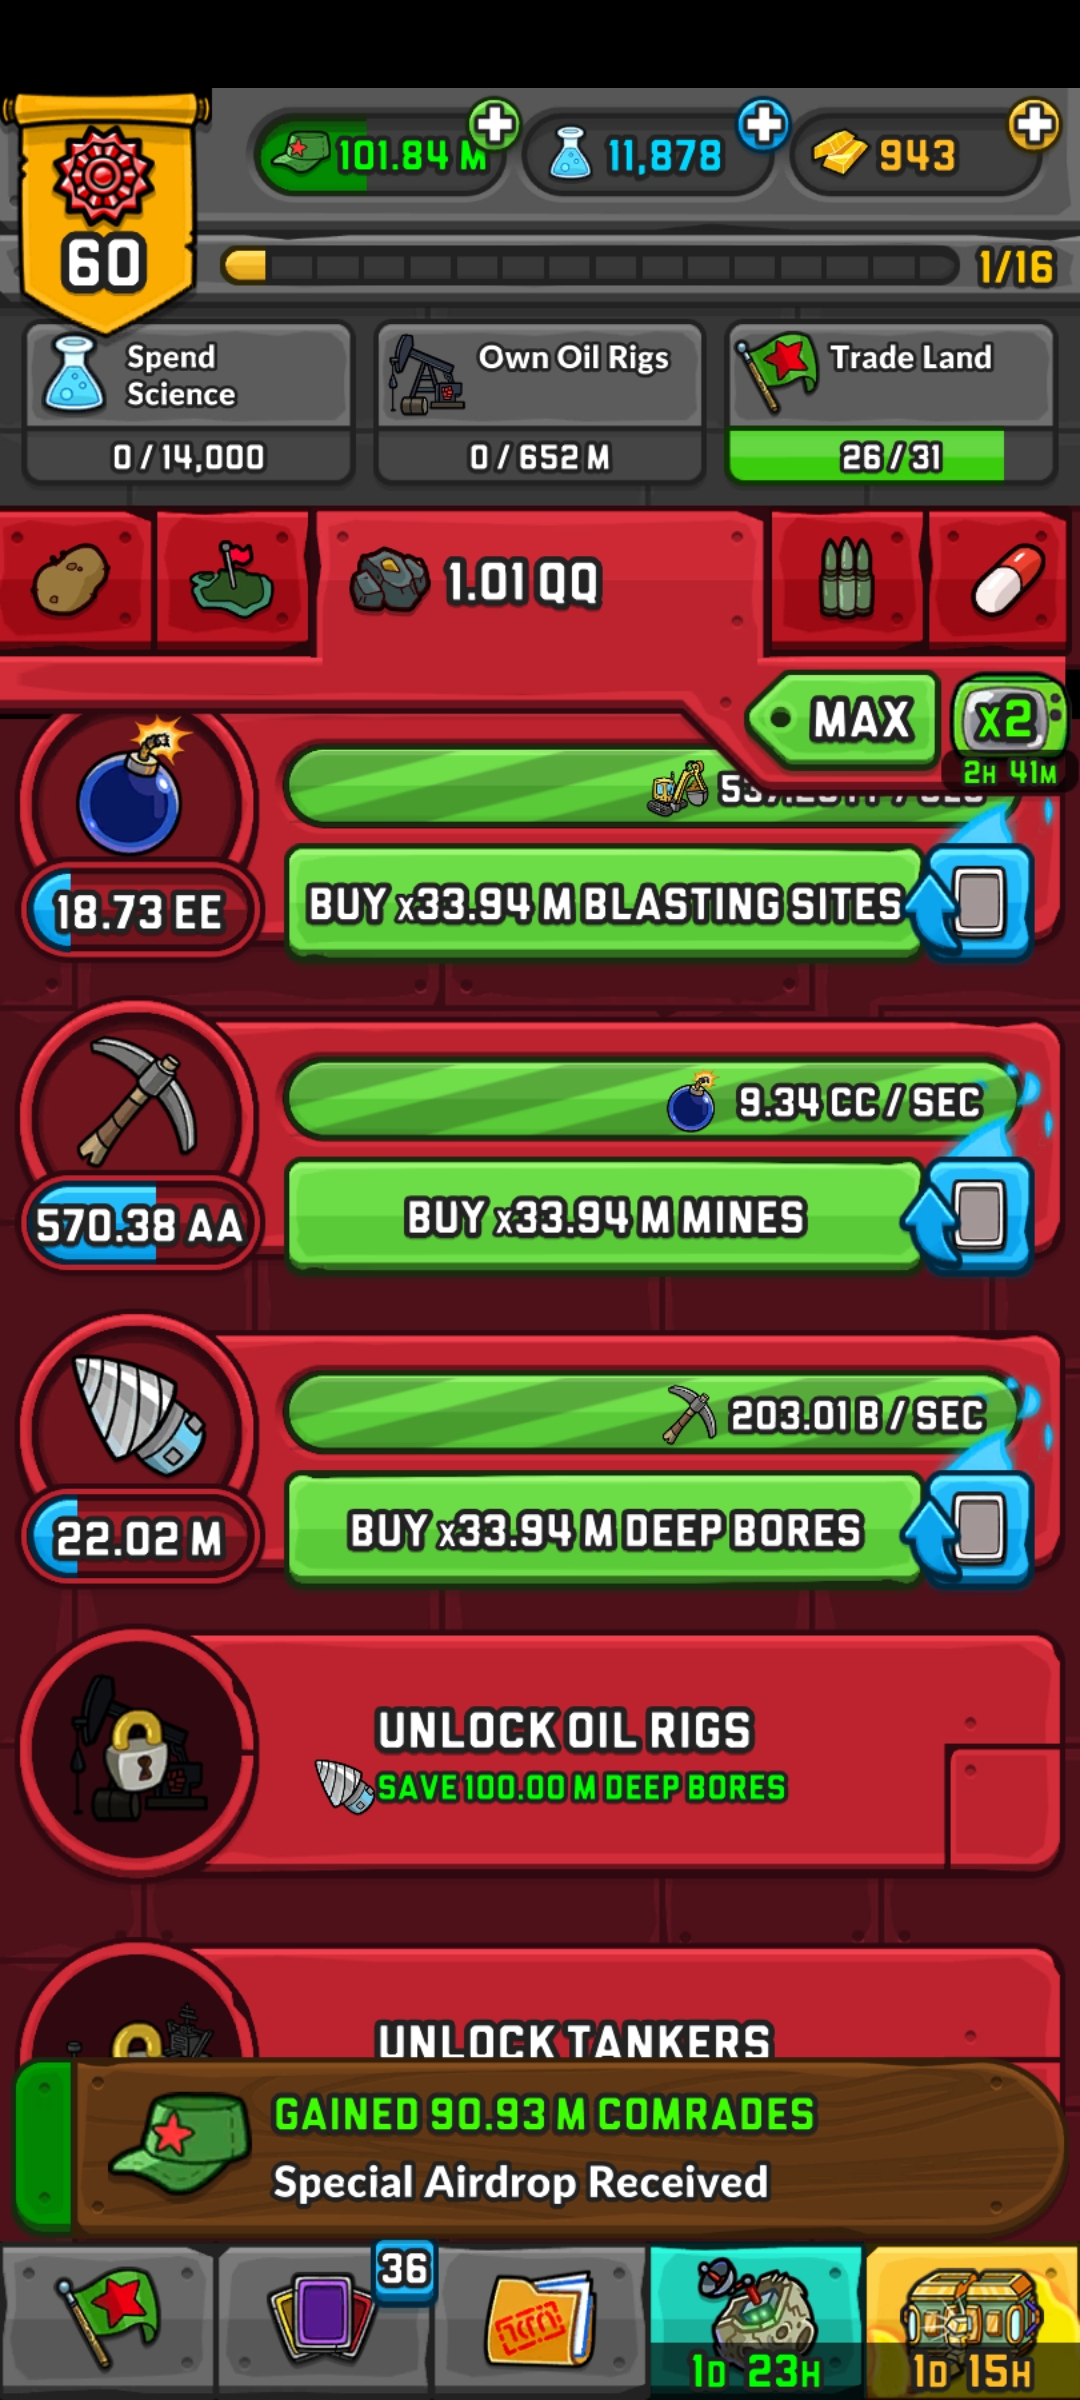 101.84 M
11,878
943
60
1/16
Spend
Science
0 / 14,000
Own Oil Rigs
0 / 652 M
Trade Land
26 / 31
1.01 QQ
MAX
x2
2H 41M
18.73 EE
BUY x33.94 M BLASTING SITES
9.34 CC / SEC
570.38 AA
BUY x33.94 M MINES
203.01 B / SEC
22.02 M
BUY x33.94 M DEEP BORES
UNLOCK OIL RIGS
SAVE 100.00 M DEEP BORES
UNLOCK TANKERS
GAINED 90.93 M COMRADES
Special Airdrop Received
36
1D 23H
1D 15H